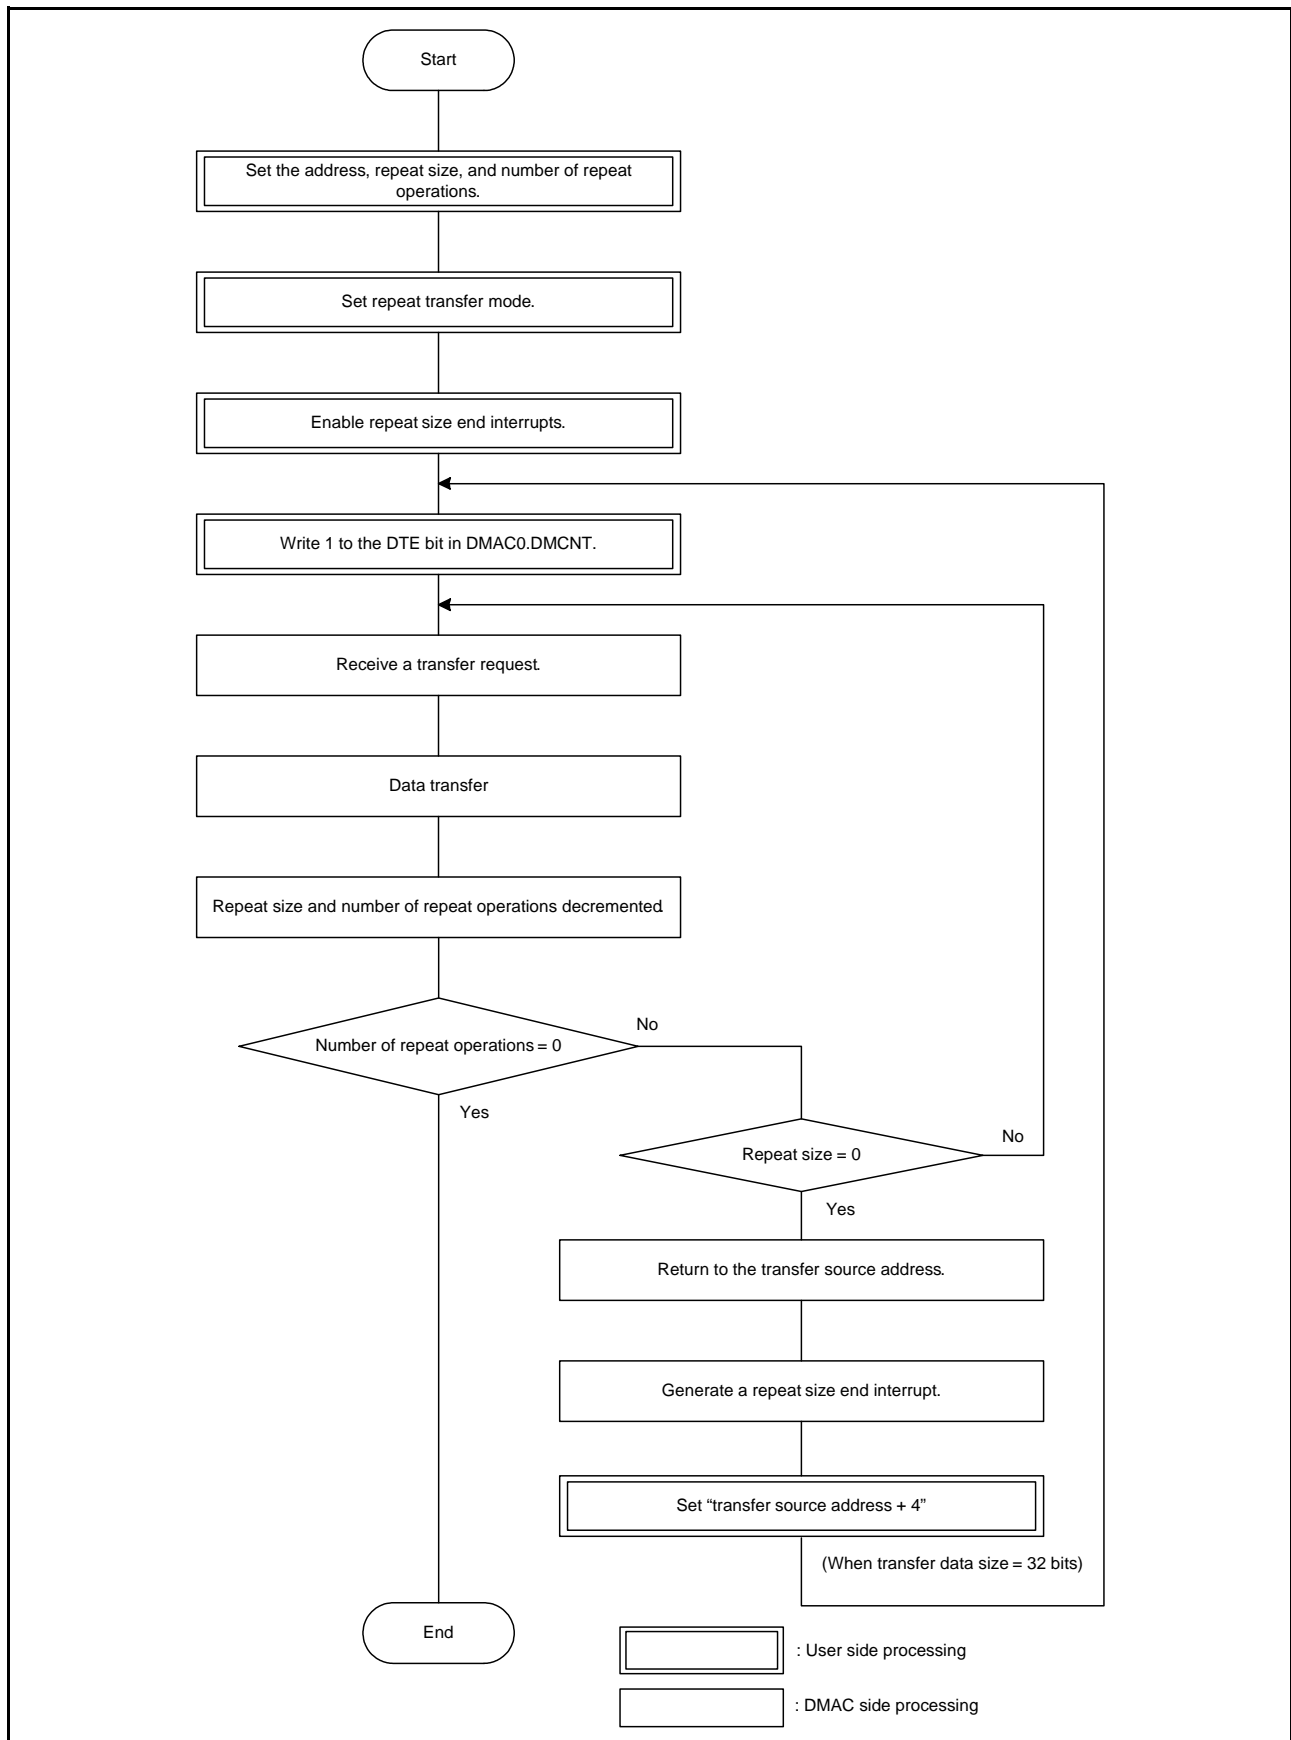 Start
Set the address, repeat size, and number of repeat
operations.
Set repeat transfer mode.
Enable repeat size end interrupts.
Write 1 to the DTE bit in DMAC0.DMCNT.
Receive a transfer request.
Data transfer
Repeat size and number of repeat operations decremented.
Number of repeat operations = 0
No
Yes
Repeat size = 0
No
Yes
Return to the transfer source address.
Generate a repeat size end interrupt.
Set “transfer source address + 4”
(When transfer data size = 32 bits)
End
: User side processing
: DMAC side processing